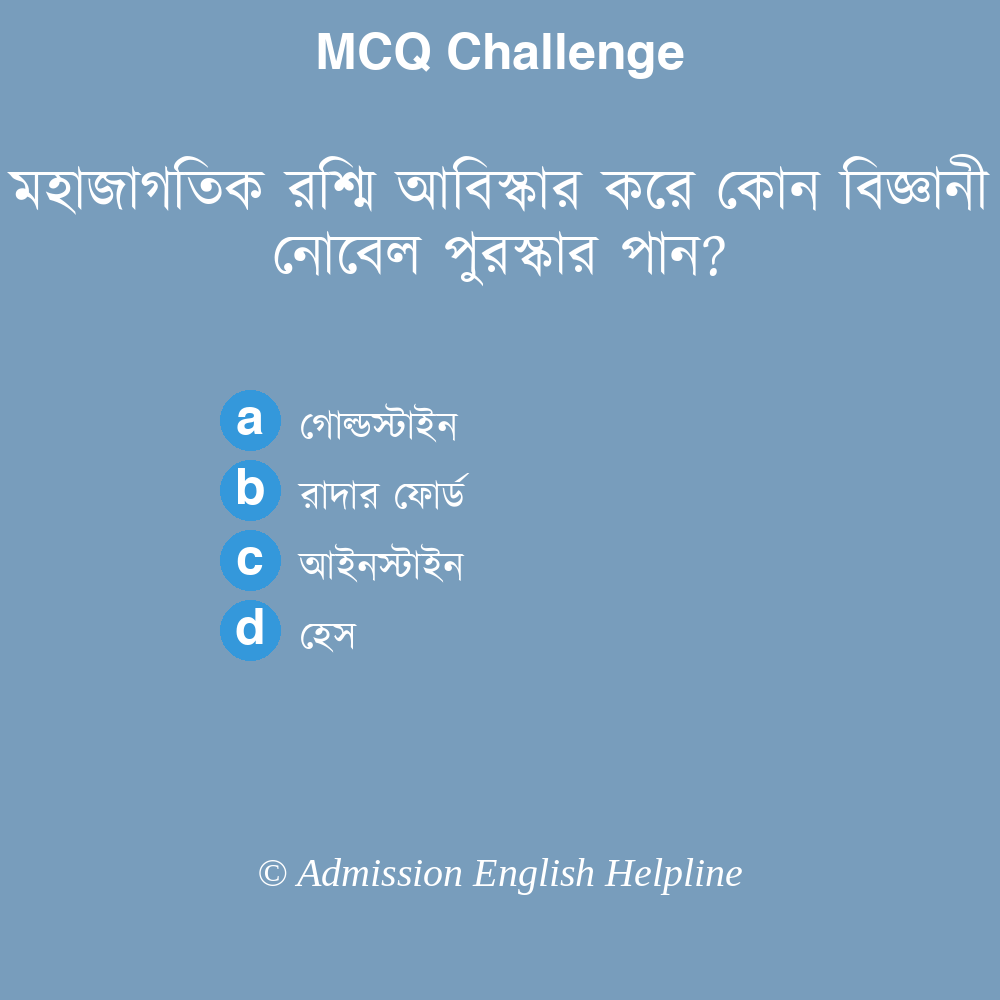 MCQ Challenge
মহাজাগতিক রশ্মি আবিস্কার করে কোন বিজ্ঞানী
নোবেল পুরস্কার পান?
a গোল্ডস্টাইন
b রাদার ফোর্ড
c আইনস্টাইন
d হেস
© Admission English Helpline